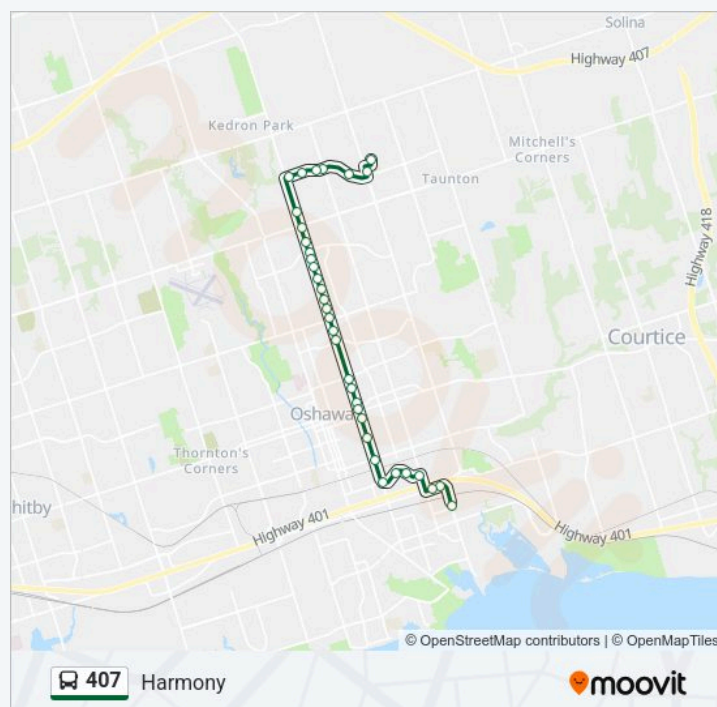 Solina
Highway 407
Kedron Park
Mitchell's
Corners
Taunton
Highway 418
Courtice
Oshawa
Thornton's
Corners
hitby
Highway 401
Highway 401
© OpenStreetMap contributors | © OpenMapTiles
407 Harmony
moovit